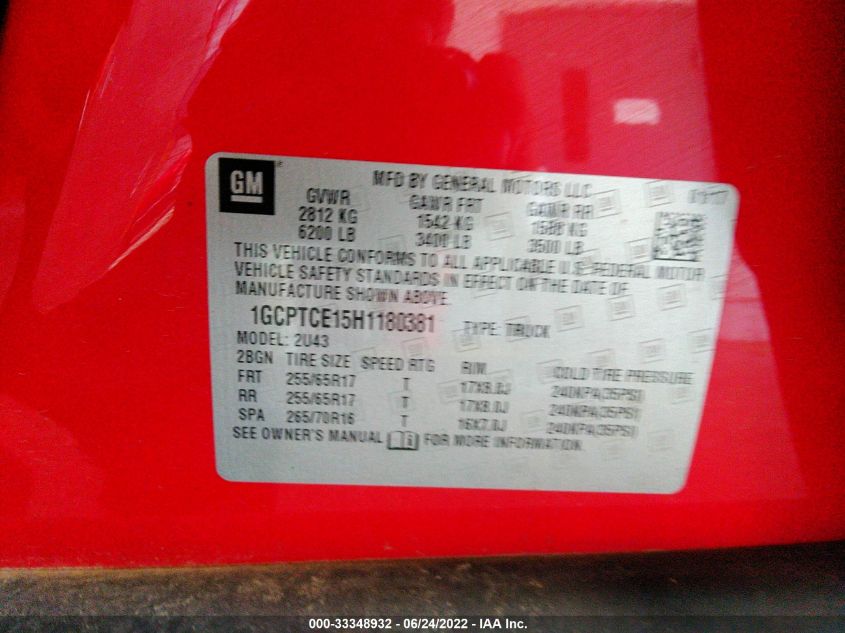 GM MFD BY GENERAL MOTORS LLC
GVWR GAWR FRT GAWR RR
2812 KG 1542 KG 1588 KG
6200 LB 3400 LB 3500 LB
THIS VEHICLE CONFORMS TO ALL APPLICABLE U.S. FEDERAL MOTOR
VEHICLE SAFETY STANDARDS IN EFFECT ON THE DATE OF
MANUFACTURE SHOWN ABOVE.
1GCPTCE15H1180381 TYPE: TRUCK
MODEL: 2U43
2BGN TIRE SIZE SPEED RTG RIM COLD TIRE PRESSURE
FRT 255/65R17 T 17X8.0J 240KPA(35PSI)
RR 255/65R17 T 17X8.0J 240KPA(35PSI)
SPA 265/70R16 T 16X7.0J 240KPA(35PSI)
SEE OWNER'S MANUAL FOR MORE INFORMATION.
000-33348932 - 06/24/2022 - IAA Inc.